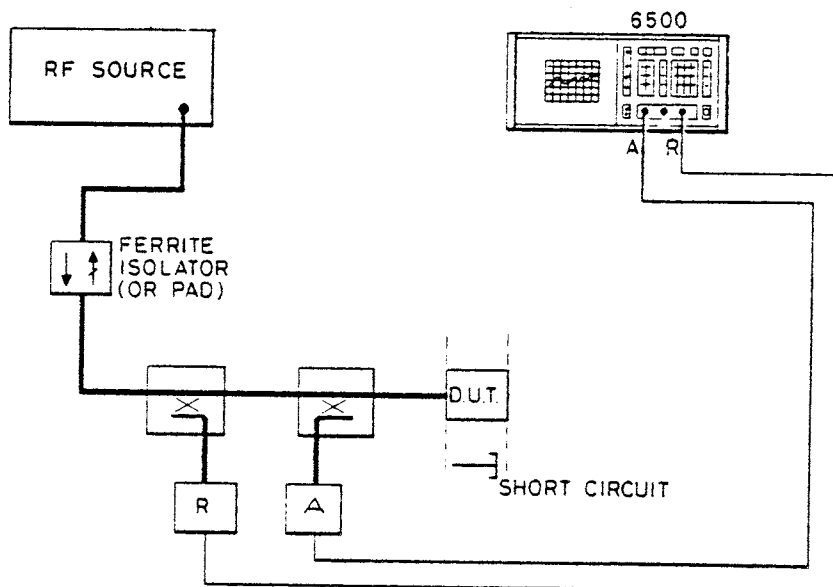 6500
RF SOURCE
A R
FERRITE
ISOLATOR
(OR PAD)
D.U.T.
SHORT CIRCUIT
R
A